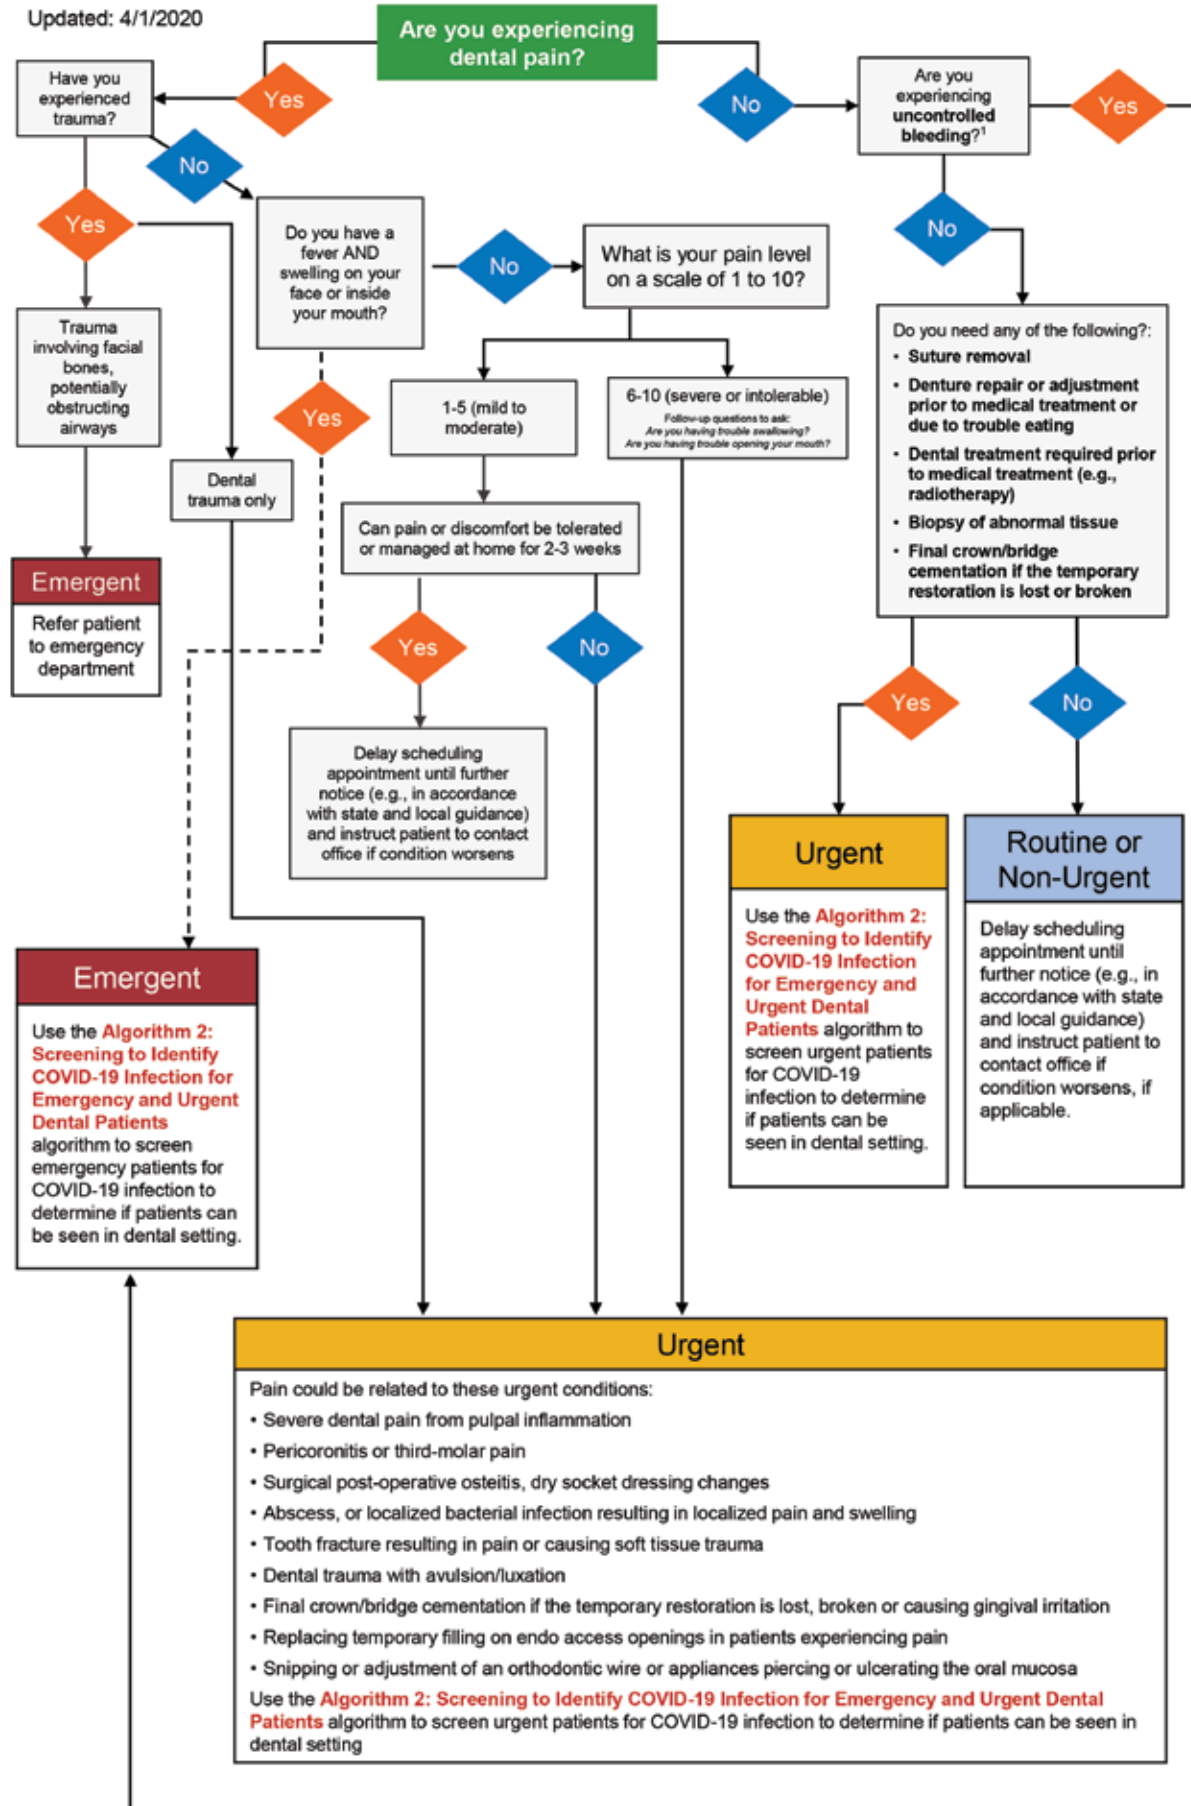 Updated: 4/1/2020
Are you experiencing
dental pain?
Have you
experienced
trauma?
Yes
No
Are you
experiencing
uncontrolled
bleeding?1
Yes
No
Yes
Do you have a
fever AND
swelling on your
face or inside
your mouth?
No
What is your pain level
on a scale of 1 to 10?
No
Trauma
involving facial
bones,
potentially
obstructing
airways
Yes
1-5 (mild to
moderate)
6-10 (severe or intolerable)
Follow-up questions to ask:
Are you having trouble swallowing?
Are you having trouble opening your mouth?
Do you need any of the following?:
• Suture removal
• Denture repair or adjustment
prior to medical treatment or
due to trouble eating
• Dental treatment required prior
to medical treatment (e.g.,
radiotherapy)
• Biopsy of abnormal tissue
• Final crown/bridge
cementation if the temporary
restoration is lost or broken
Dental
trauma only
Can pain or discomfort be tolerated
or managed at home for 2-3 weeks
Emergent
Refer patient
to emergency
department
Yes
No
Yes
No
Delay scheduling
appointment until further
notice (e.g., in accordance
with state and local guidance)
and instruct patient to contact
office if condition worsens
Urgent
Use the Algorithm 2:
Screening to Identify
COVID-19 Infection
for Emergency and
Urgent Dental
Patients algorithm to
screen urgent patients
for COVID-19
infection to determine
if patients can be
seen in dental setting.
Routine or
Non-Urgent
Delay scheduling
appointment until
further notice (e.g., in
accordance with state
and local guidance)
and instruct patient to
contact office if
condition worsens, if
applicable.
Emergent
Use the Algorithm 2:
Screening to Identify
COVID-19 Infection for
Emergency and Urgent
Dental Patients
algorithm to screen
emergency patients for
COVID-19 infection to
determine if patients can
be seen in dental setting.
Urgent
Pain could be related to these urgent conditions:
• Severe dental pain from pulpal inflammation
• Pericoronitis or third-molar pain
• Surgical post-operative osteitis, dry socket dressing changes
• Abscess, or localized bacterial infection resulting in localized pain and swelling
• Tooth fracture resulting in pain or causing soft tissue trauma
• Dental trauma with avulsion/luxation
• Final crown/bridge cementation if the temporary restoration is lost, broken or causing gingival irritation
• Replacing temporary filling on endo access openings in patients experiencing pain
• Snipping or adjustment of an orthodontic wire or appliances piercing or ulcerating the oral mucosa
Use the Algorithm 2: Screening to Identify COVID-19 Infection for Emergency and Urgent Dental
Patients algorithm to screen urgent patients for COVID-19 infection to determine if patients can be seen in
dental setting